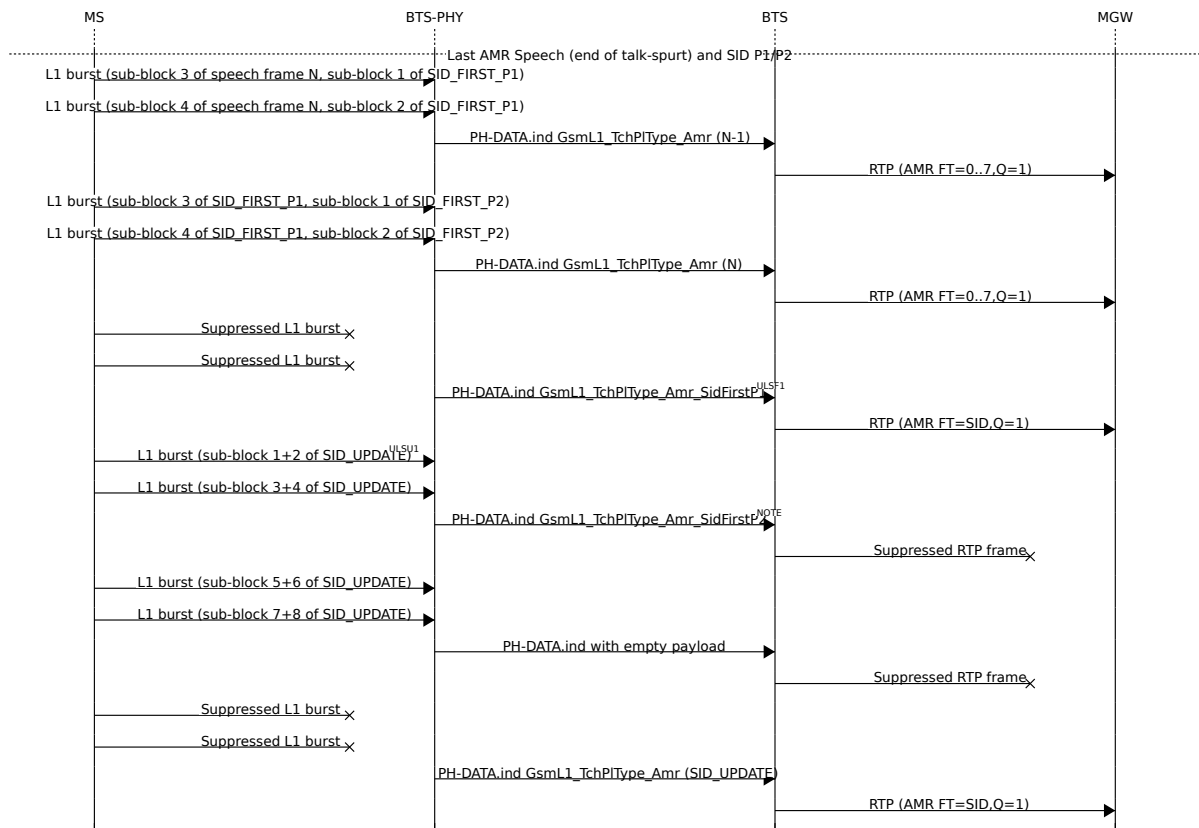 MS BTS-PHY BTS MGW
Last AMR Speech (end of talk-spurt) and SID P1/P2
L1 burst (sub-block 3 of speech frame N, sub-block 1 of SID_FIRST_P1)
L1 burst (sub-block 4 of speech frame N, sub-block 2 of SID_FIRST_P1)
PH-DATA.ind GsmL1_TchPlType_Amr (N-1)
RTP (AMR FT=0..7,Q=1)
L1 burst (sub-block 3 of SID_FIRST_P1, sub-block 1 of SID_FIRST_P2)
L1 burst (sub-block 4 of SID_FIRST_P1, sub-block 2 of SID_FIRST_P2)
PH-DATA.ind GsmL1_TchPlType_Amr (N)
RTP (AMR FT=0..7,Q=1)
Suppressed L1 burst
Suppressed L1 burst
PH-DATA.ind GsmL1_TchPlType_Amr_SidFirstP1 ULSF1
RTP (AMR FT=SID,Q=1)
L1 burst (sub-block 1+2 of SID_UPDATE) ULSU1
L1 burst (sub-block 3+4 of SID_UPDATE)
PH-DATA.ind GsmL1_TchPlType_Amr_SidFirstP2 NOTE
Suppressed RTP frame
L1 burst (sub-block 5+6 of SID_UPDATE)
L1 burst (sub-block 7+8 of SID_UPDATE)
PH-DATA.ind with empty payload
Suppressed RTP frame
Suppressed L1 burst
Suppressed L1 burst
PH-DATA.ind GsmL1_TchPlType_Amr (SID_UPDATE)
RTP (AMR FT=SID,Q=1)